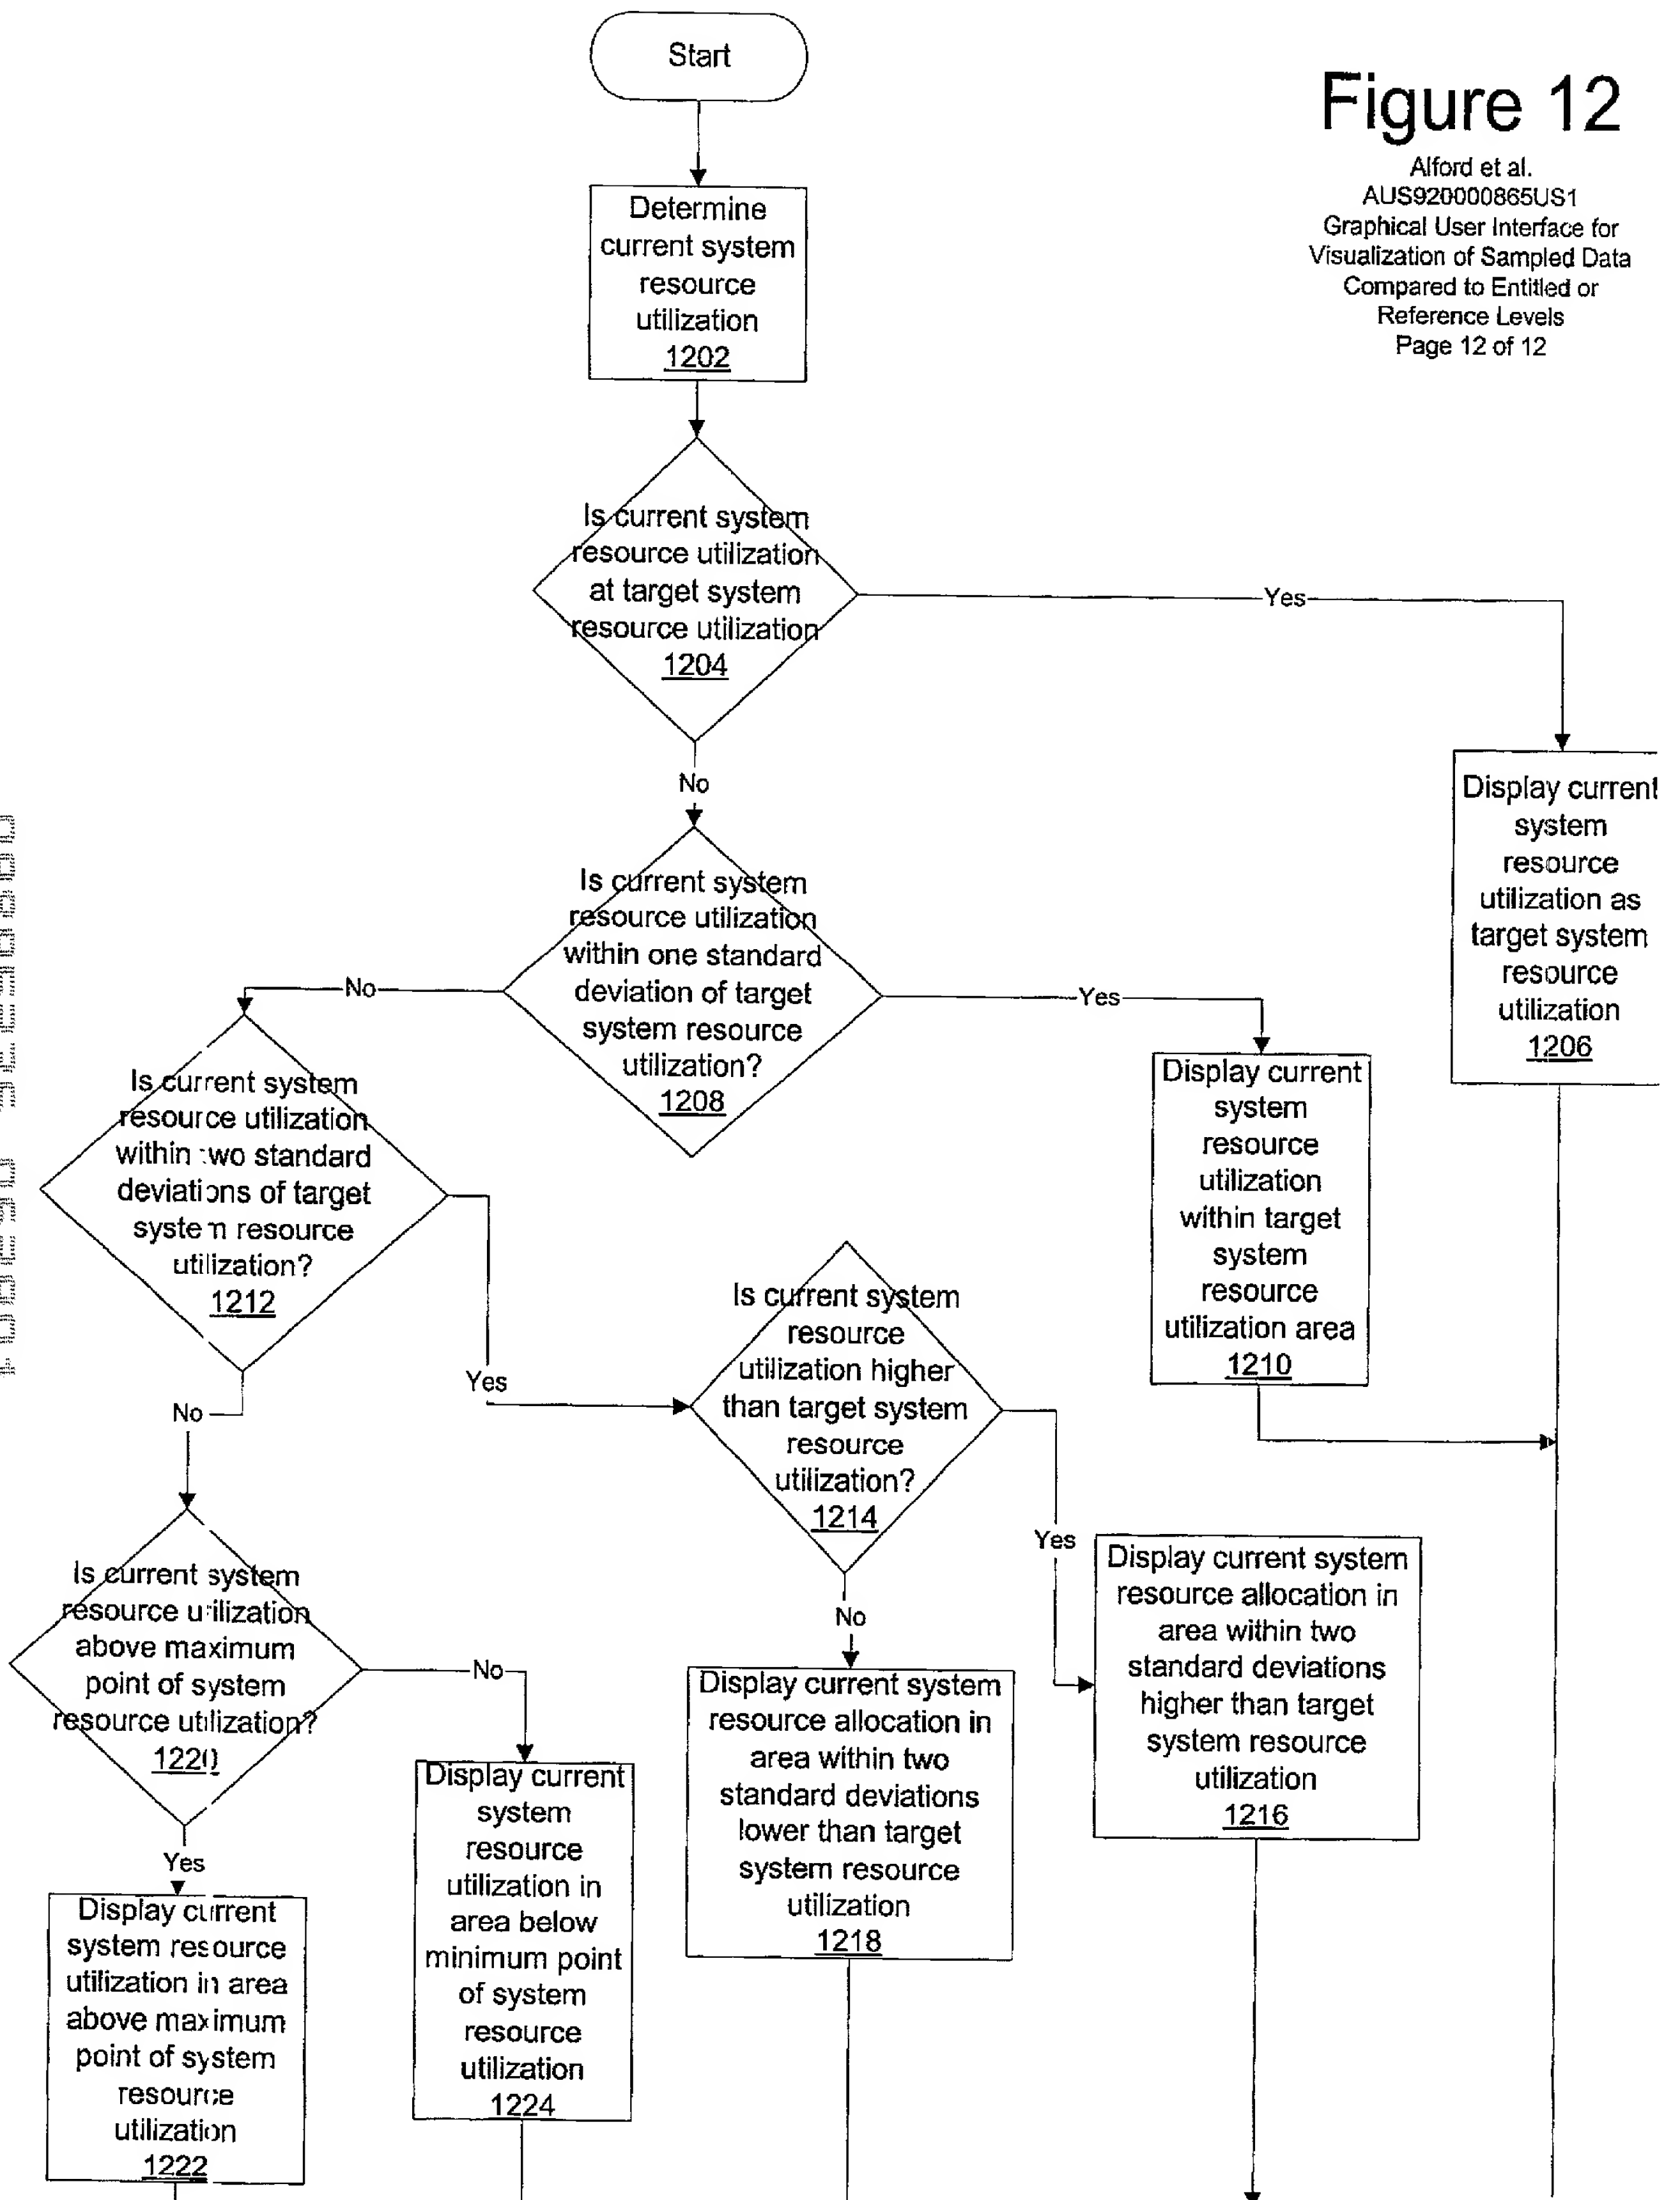 Start
Figure 12
Alford et al.
AUS920000865US1
Graphical User Interface for
Visualization of Sampled Data
Compared to Entitled or
Reference Levels
Page 12 of 12
Determine
current system
resource
utilization
1202
Is current system
resource utilization
at target system
resource utilization
1204
Yes
No
Display current
system
resource
utilization as
target system
resource
utilization
1206
Is current system
resource utilization
within one standard
deviation of target
system resource
utilization?
1208
No
Yes
Display current
system
resource
utilization
within target
system
resource
utilization area
1210
Is current system
resource utilization
within two standard
deviations of target
system resource
utilization?
1212
Yes
No
Is current system
resource
utilization higher
than target system
resource
utilization?
1214
Yes
No
Display current system
resource allocation in
area within two
standard deviations
higher than target
system resource
utilization
1216
Is current system
resource utilization
above maximum
point of system
resource utilization?
1220
No
Yes
Display current system
resource allocation in
area within two
standard deviations
lower than target
system resource
utilization
1218
Display current
system
resource
utilization in
area below
minimum point
of system
resource
utilization
1224
Display current
system resource
utilization in area
above maximum
point of system
resource
utilization
1222